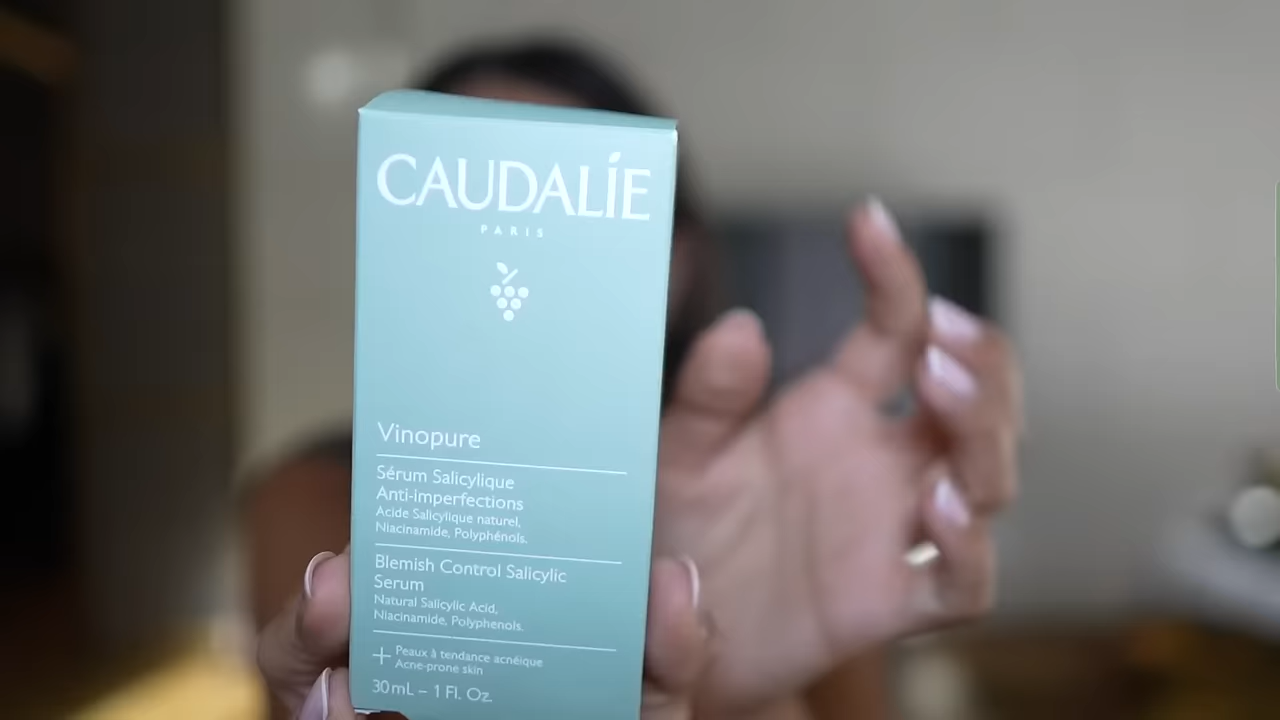 CAUDALÍE
PARIS
Vinopure
Sérum Salicylique
Anti-imperfections
Acide Salicylique naturel,
Niacinamide, Polyphénols.
Blemish Control Salicylic
Serum
Natural Salicylic Acid,
Niacinamide, Polyphenols.
+ Peaux à tendance acnéique
Acne-prone skin
30mL – 1 Fl. Oz.